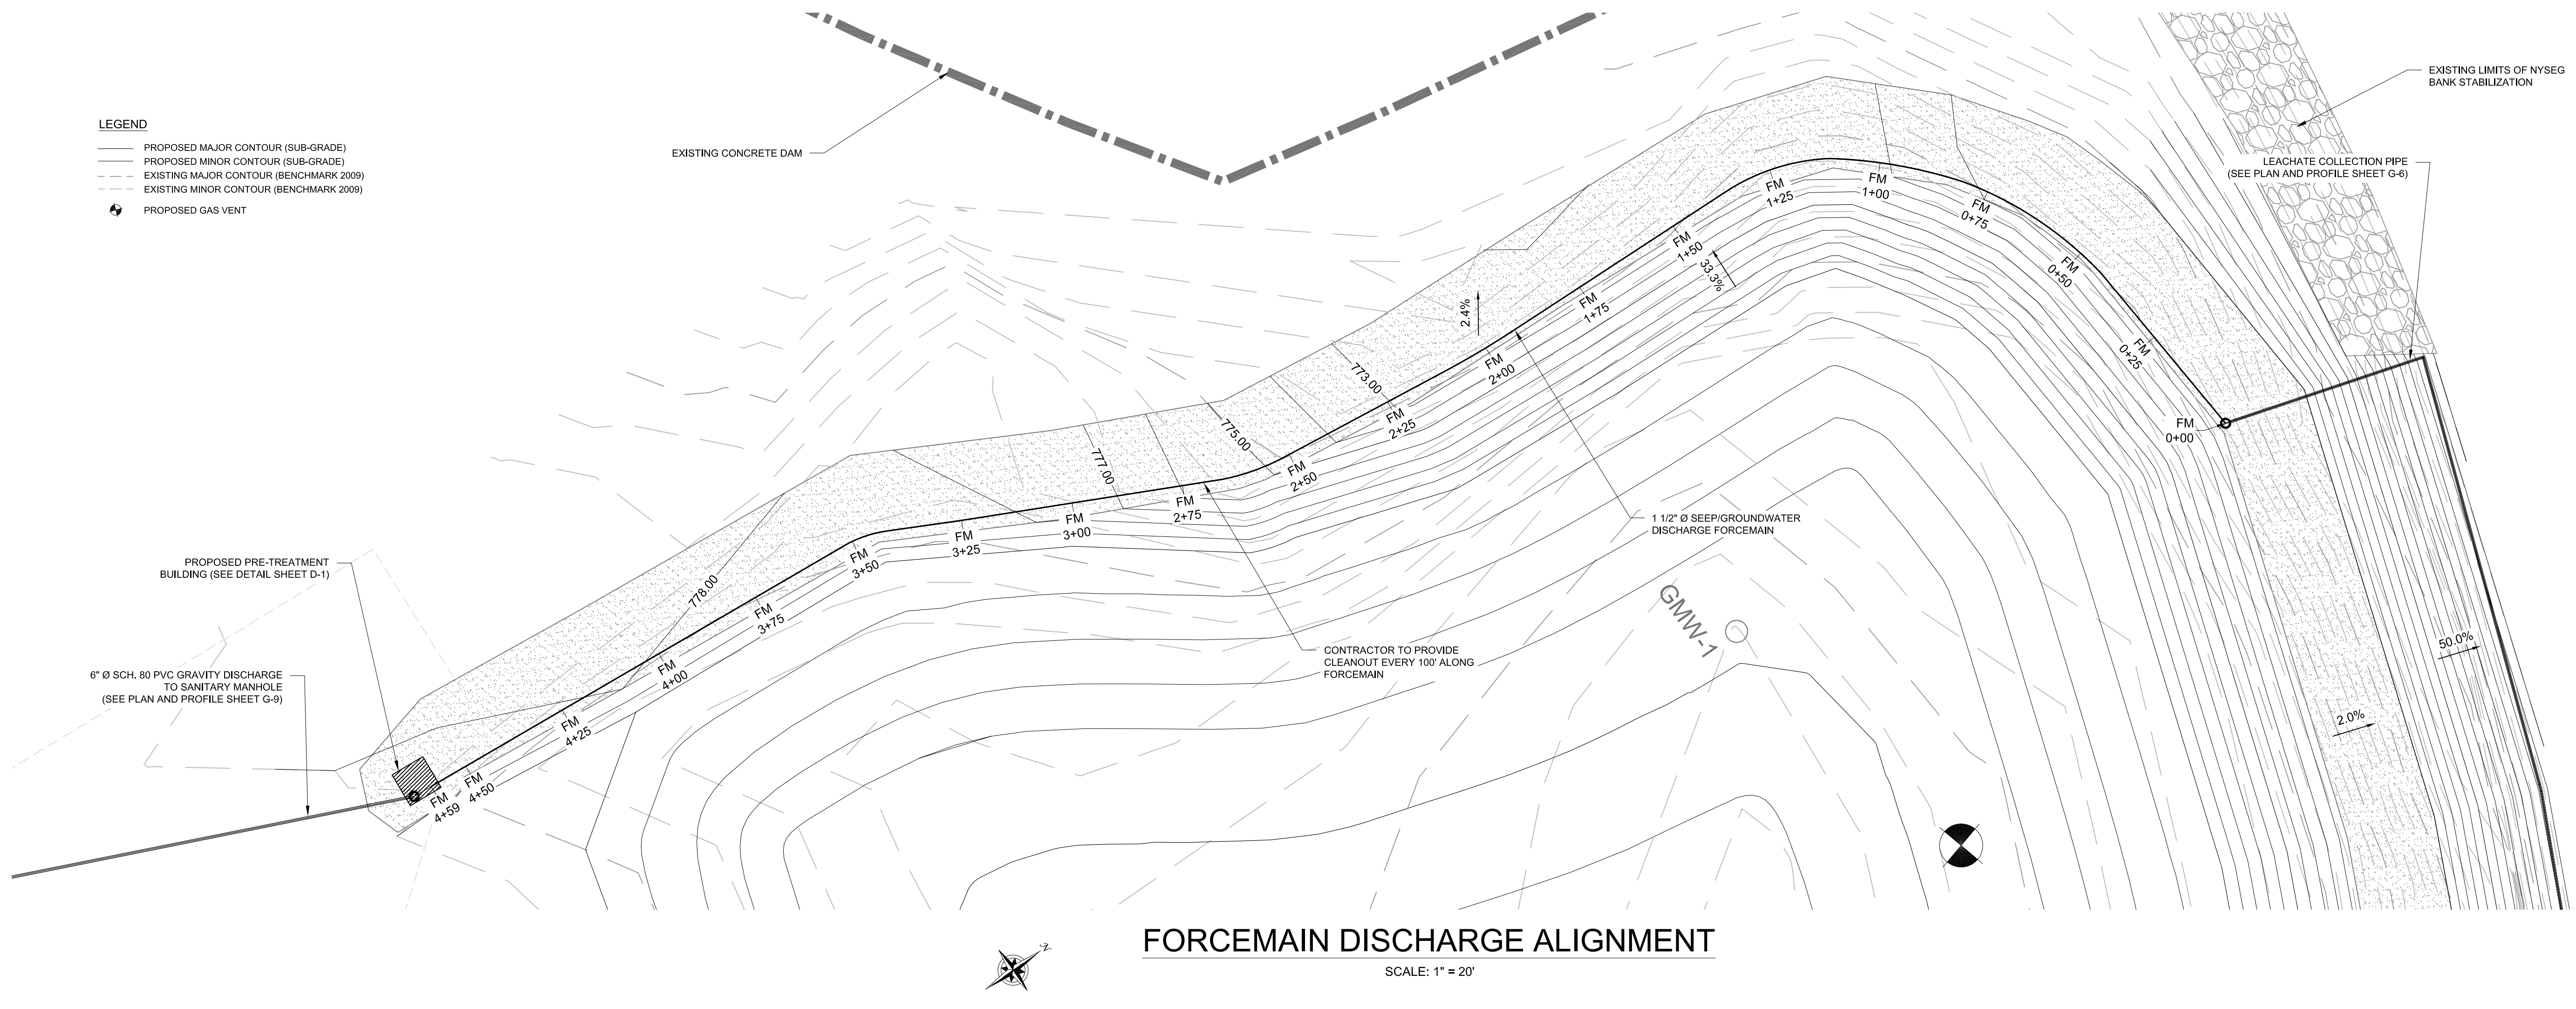 EXISTING LIMITS OF NYSEG
BANK STABILIZATION
LEGEND
PROPOSED MAJOR CONTOUR (SUB-GRADE)
PROPOSED MINOR CONTOUR (SUB-GRADE)
EXISTING MAJOR CONTOUR (BENCHMARK 2009)
EXISTING MINOR CONTOUR (BENCHMARK 2009)
PROPOSED GAS VENT
EXISTING CONCRETE DAM
LEACHATE COLLECTION PIPE
(SEE PLAN AND PROFILE SHEET G-6)
FM
1+25
FM
1+00
FM
0+75
FM
1+50
33.3%
FM
0+50
FM
1+75
2.4%
FM
0+25
FM
2+00
773.00
FM
2+25
FM
0+00
775.00
777.00
FM
2+50
FM
2+75
FM
3+00
FM
3+25
FM
3+50
1 1/2" Ø SEEP/GROUNDWATER
DISCHARGE FORCEMAIN
PROPOSED PRE-TREATMENT
BUILDING (SEE DETAIL SHEET D-1)
778.00
FM
3+75
GMW-1
50.0%
CONTRACTOR TO PROVIDE
CLEANOUT EVERY 100' ALONG
FORCEMAIN
FM
4+00
6" Ø SCH. 80 PVC GRAVITY DISCHARGE
TO SANITARY MANHOLE
(SEE PLAN AND PROFILE SHEET G-9)
FM
4+25
2.0%
FM
4+50
FM
4+59
N
FORCEMAIN DISCHARGE ALIGNMENT
SCALE: 1" = 20'